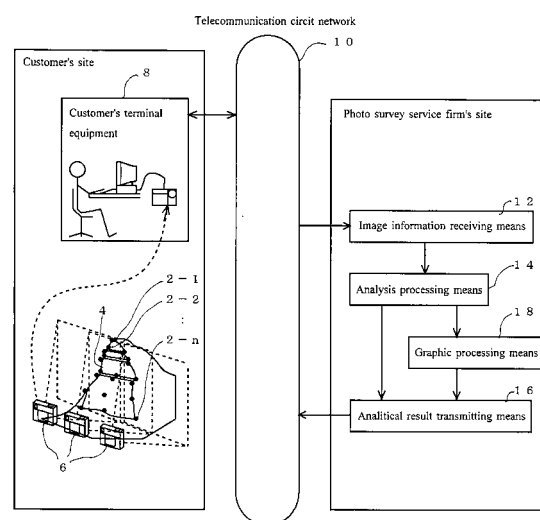 Telecommunication circit network
1 0
Customer's site
8
Customer's terminal
equipment
2-1
2-2
⋮
4
2-n
6
Photo survey service firm's site
1 2
Image information receiving means
1 4
Analysis processing means
1 8
Graphic processing means
1 6
Analitical result transmitting means